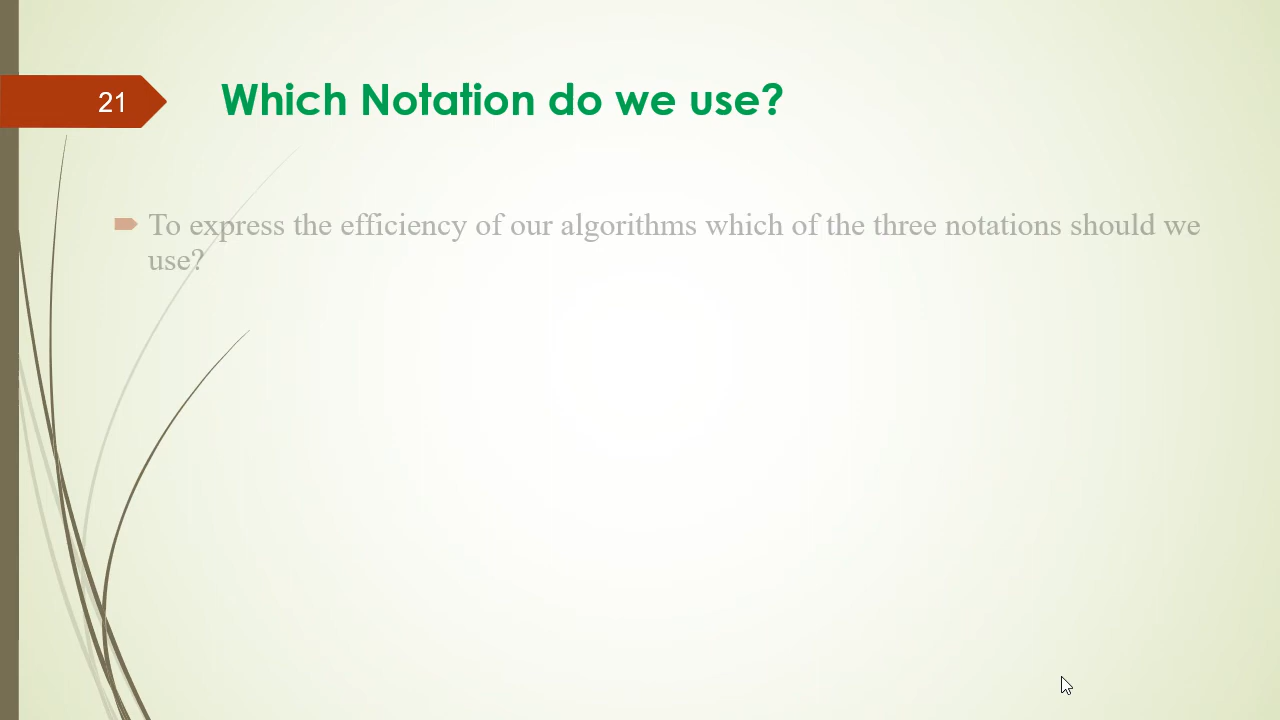 21
Which Notation do we use?
To express the efficiency of our algorithms which of the three notations should we
use?